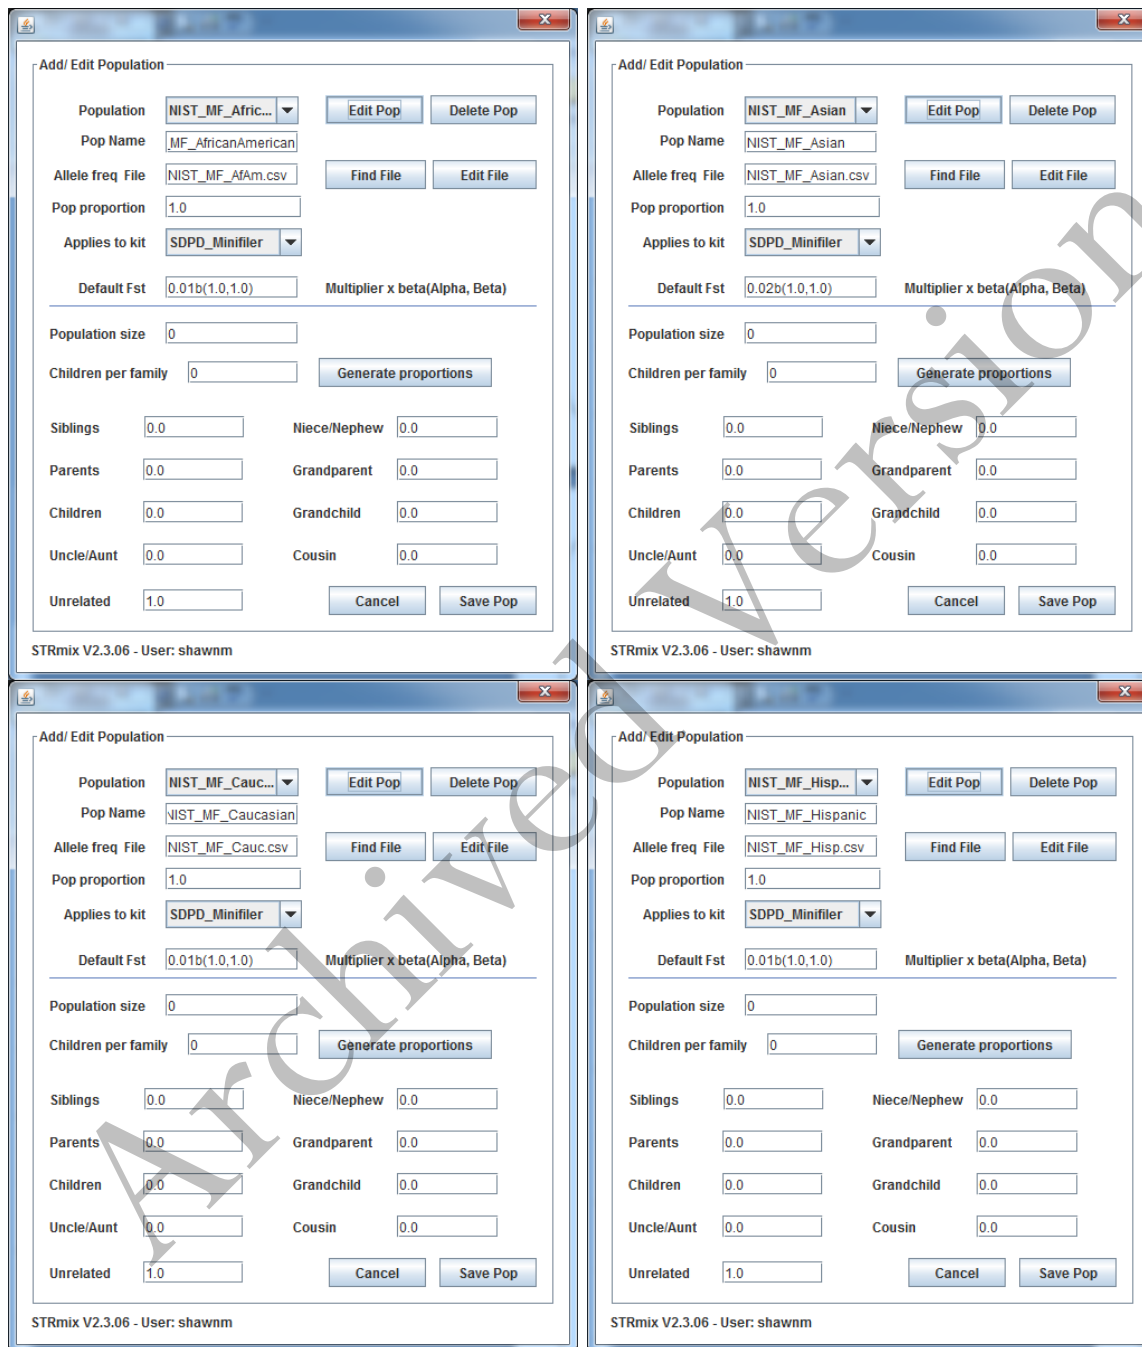 Add/ Edit Population
Population NIST_MF_Afric... Edit Pop Delete Pop
Pop Name _MF_AfricanAmerican
Allele freq File NIST_MF_AfAm.csv Find File Edit File
Pop proportion 1.0
Applies to kit SDPD_Minifiler
Default Fst 0.01b(1.0,1.0) Multiplier x beta(Alpha, Beta)
Population size 0
Children per family 0 Generate proportions
Siblings 0.0 Niece/Nephew 0.0
Parents 0.0 Grandparent 0.0
Children 0.0 Grandchild 0.0
Uncle/Aunt 0.0 Cousin 0.0
Unrelated 1.0 Cancel Save Pop
STRmix V2.3.06 - User: shawnm
Add/ Edit Population
Population NIST_MF_Asian Edit Pop Delete Pop
Pop Name NIST_MF_Asian
Allele freq File NIST_MF_Asian.csv Find File Edit File
Pop proportion 1.0
Applies to kit SDPD_Minifiler
Default Fst 0.02b(1.0,1.0) Multiplier x beta(Alpha, Beta)
Population size 0
Children per family 0 Generate proportions
Siblings 0.0 Niece/Nephew 0.0
Parents 0.0 Grandparent 0.0
Children 0.0 Grandchild 0.0
Uncle/Aunt 0.0 Cousin 0.0
Unrelated 1.0 Cancel Save Pop
STRmix V2.3.06 - User: shawnm
Add/ Edit Population
Population NIST_MF_Cauc... Edit Pop Delete Pop
Pop Name NIST_MF_Caucasian
Allele freq File NIST_MF_Cauc.csv Find File Edit File
Pop proportion 1.0
Applies to kit SDPD_Minifiler
Default Fst 0.01b(1.0,1.0) Multiplier x beta(Alpha, Beta)
Population size 0
Children per family 0 Generate proportions
Siblings 0.0 Niece/Nephew 0.0
Parents 0.0 Grandparent 0.0
Children 0.0 Grandchild 0.0
Uncle/Aunt 0.0 Cousin 0.0
Unrelated 1.0 Cancel Save Pop
STRmix V2.3.06 - User: shawnm
Add/ Edit Population
Population NIST_MF_Hisp... Edit Pop Delete Pop
Pop Name NIST_MF_Hispanic
Allele freq File NIST_MF_Hisp.csv Find File Edit File
Pop proportion 1.0
Applies to kit SDPD_Minifiler
Default Fst 0.01b(1.0,1.0) Multiplier x beta(Alpha, Beta)
Population size 0
Children per family 0 Generate proportions
Siblings 0.0 Niece/Nephew 0.0
Parents 0.0 Grandparent 0.0
Children 0.0 Grandchild 0.0
Uncle/Aunt 0.0 Cousin 0.0
Unrelated 1.0 Cancel Save Pop
STRmix V2.3.06 - User: shawnm
Archived Version